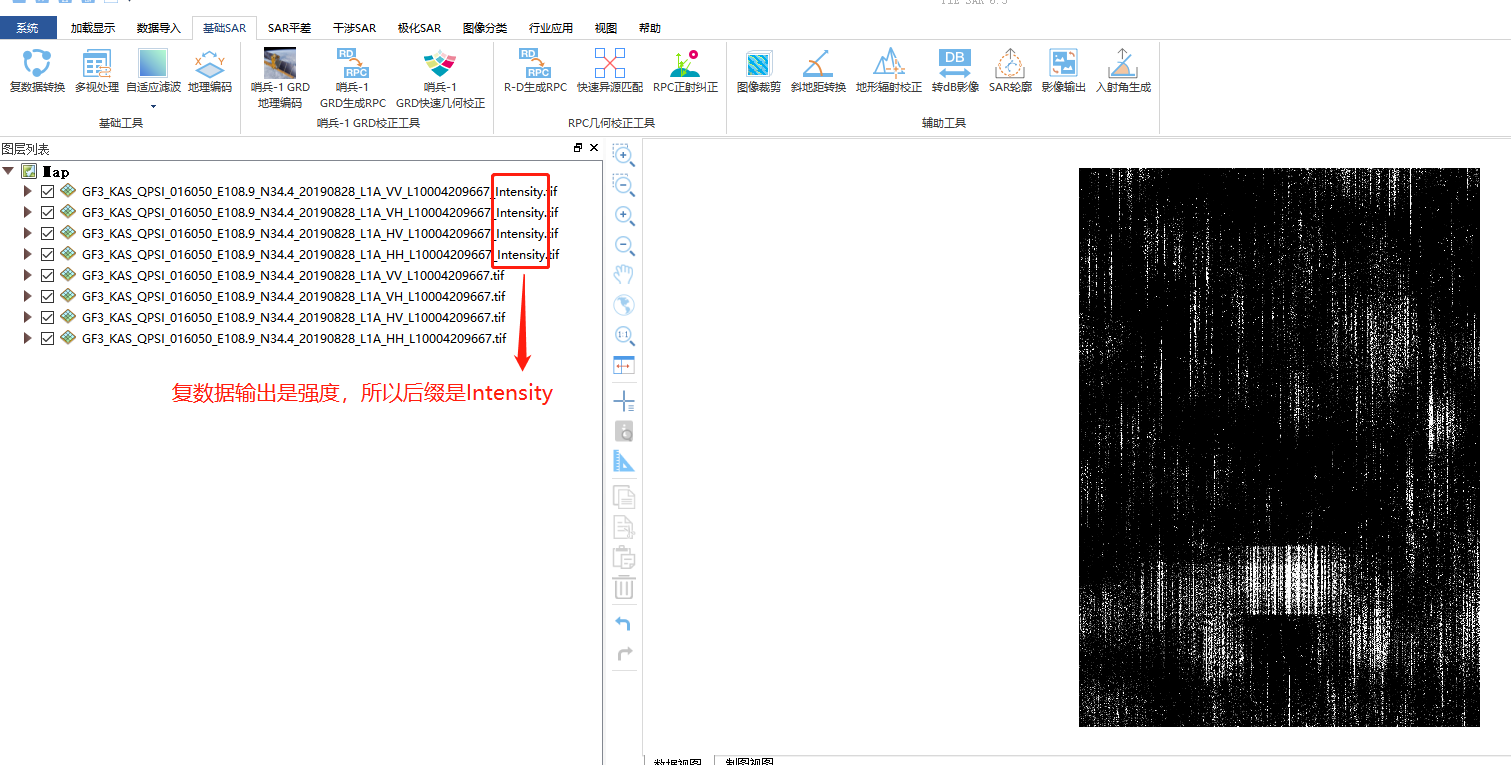 PIE SAR 6.3
系统 加载显示 数据导入 基础SAR SAR平差 干涉SAR 极化SAR 图像分类 行业应用 视图 帮助
复数据转换 多视处理 自适应滤波 地理编码
哨兵-1 GRD
地理编码
哨兵-1
GRD生成RPC
哨兵-1
GRD快速几何校正
RD
RPC
R-D生成RPC 快速异源匹配 RPC正射纠正
图像裁剪 斜地距转换 地形辐射校正 转dB影像 SAR轮廓 影像输出 入射角生成
RD
RPC
DB
基础工具 哨兵-1 GRD校正工具 RPC几何校正工具 辅助工具
图层列表
Map
GF3_KAS_QPSI_016050_E108.9_N34.4_20190828_L1A_VV_L10004209667_Intensity.tif
GF3_KAS_QPSI_016050_E108.9_N34.4_20190828_L1A_VH_L10004209667_Intensity.tif
GF3_KAS_QPSI_016050_E108.9_N34.4_20190828_L1A_HV_L10004209667_Intensity.tif
GF3_KAS_QPSI_016050_E108.9_N34.4_20190828_L1A_HH_L10004209667_Intensity.tif
GF3_KAS_QPSI_016050_E108.9_N34.4_20190828_L1A_VV_L10004209667.tif
GF3_KAS_QPSI_016050_E108.9_N34.4_20190828_L1A_VH_L10004209667.tif
GF3_KAS_QPSI_016050_E108.9_N34.4_20190828_L1A_HV_L10004209667.tif
GF3_KAS_QPSI_016050_E108.9_N34.4_20190828_L1A_HH_L10004209667.tif
1:1
复数据输出是强度，所以后缀是Intensity
数据视图 制图视图